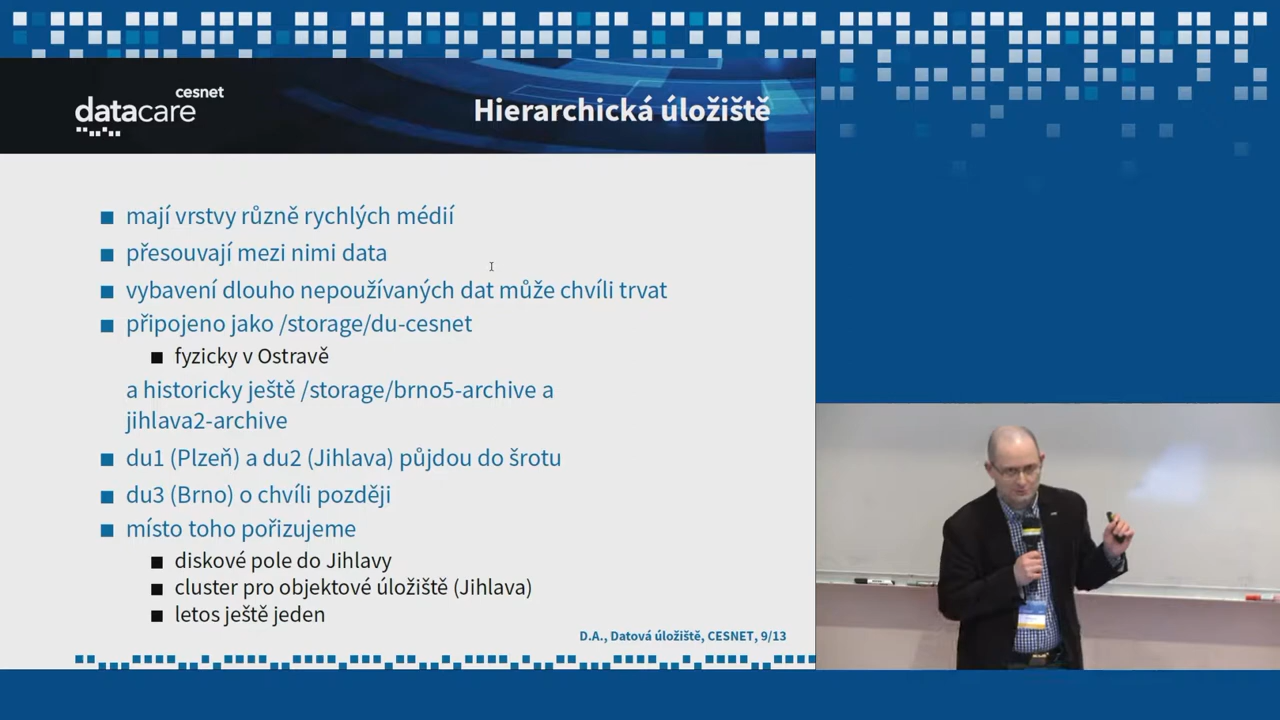 cesnet
datacare
Hierarchická úložiště
mají vrstvy různě rychlých médií
přesouvají mezi nimi data
vybavení dlouho nepoužívaných dat může chvíli trvat
připojeno jako /storage/du-cesnet
fyzicky v Ostravě
a historicky ještě /storage/brno5-archive a
jihlava2-archive
du1 (Plzeň) a du2 (Jihlava) půjdou do šrotu
du3 (Brno) o chvíli později
místo toho pořizujeme
diskové pole do Jihlavy
cluster pro objektové úložiště (Jihlava)
letos ještě jeden
D.A., Datová úložiště, CESNET, 9/13